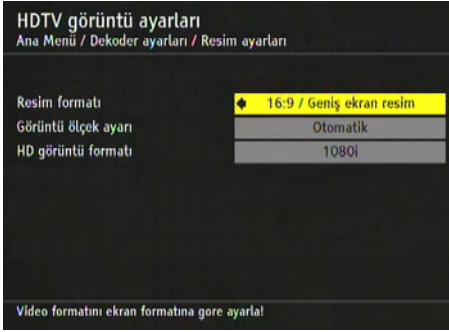 HDTV görüntü ayarları
Ana Menü / Dekoder ayarları / Resim ayarları
Resim formatı 16:9 / Geniş ekran resim
Görüntü ölçek ayarı Otomatik
HD görüntü formatı 1080i
Video formatını ekran formatına gore ayarla!